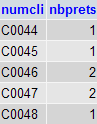 numcli nbprets
C0044 1
C0045 1
C0046 2
C0047 2
C0048 1